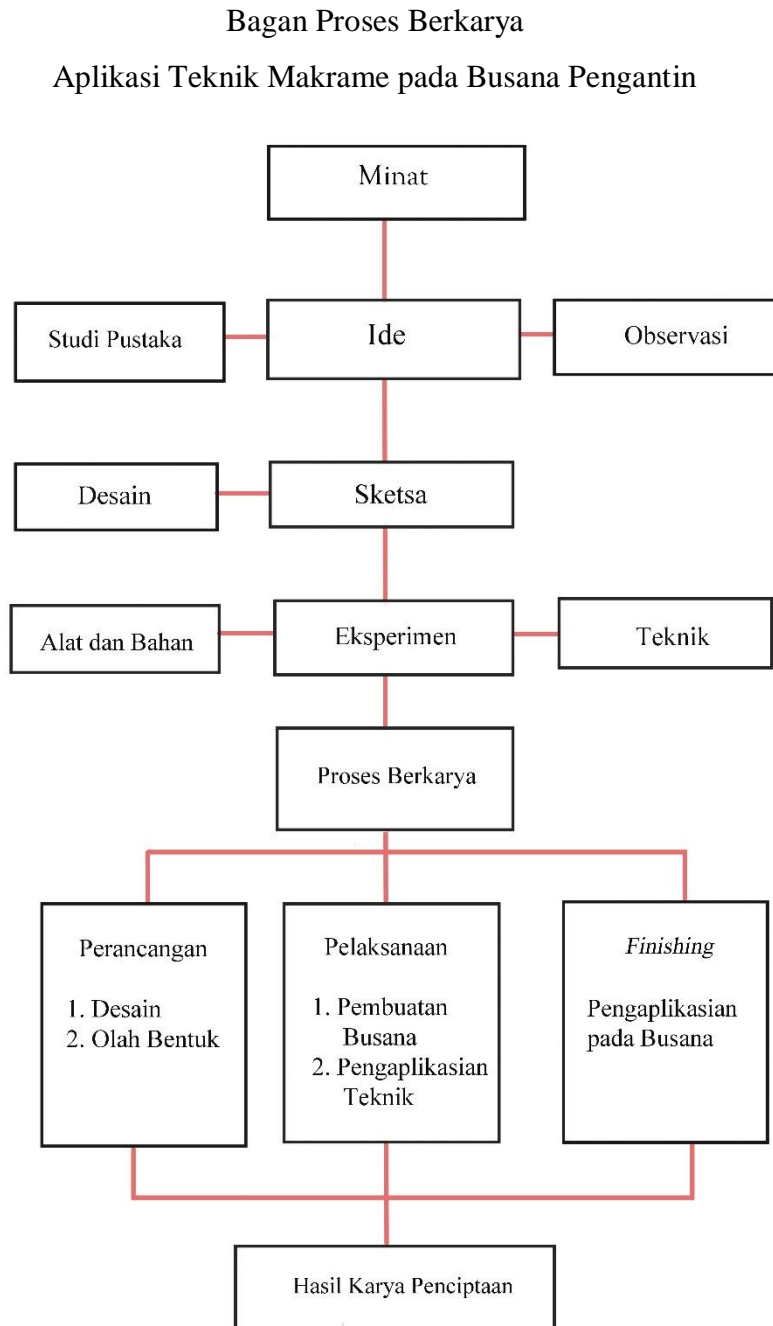 Bagan Proses Berkarya
Aplikasi Teknik Makrame pada Busana Pengantin
Minat
Studi Pustaka
Ide
Observasi
Desain
Sketsa
Alat dan Bahan
Eksperimen
Teknik
Proses Berkarya
Perancangan
1. Desain
2. Olah Bentuk
Pelaksanaan
1. Pembuatan
Busana
2. Pengaplikasian
Teknik
Finishing
Pengaplikasian
pada Busana
Hasil Karya Penciptaan